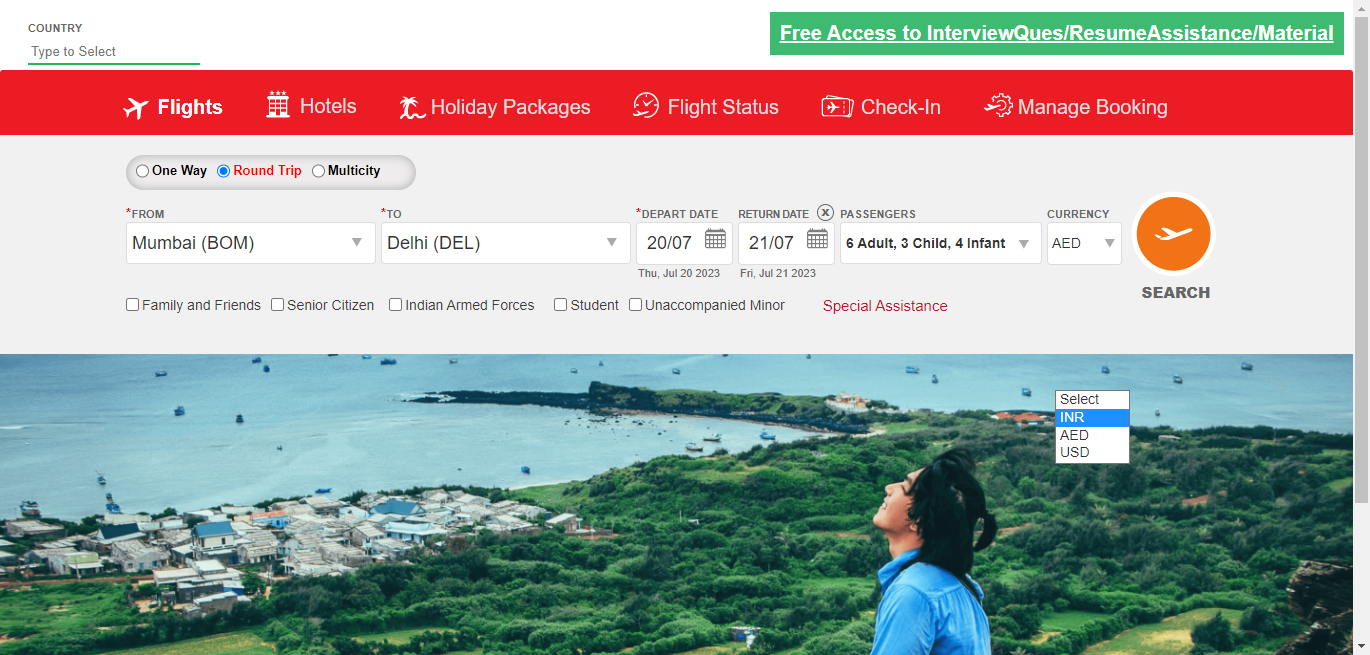 COUNTRY
Type to Select
Free Access to InterviewQues/ResumeAssistance/Material
Flights Hotels Holiday Packages Flight Status Check-In Manage Booking
One Way Round Trip Multicity
*FROM *TO *DEPART DATE RETURN DATE X PASSENGERS CURRENCY
Mumbai (BOM) Delhi (DEL) 20/07 21/07 6 Adult, 3 Child, 4 Infant AED
Thu, Jul 20 2023 Fri, Jul 21 2023
SEARCH
Family and Friends Senior Citizen Indian Armed Forces Student Unaccompanied Minor Special Assistance
Select
INR
AED
USD